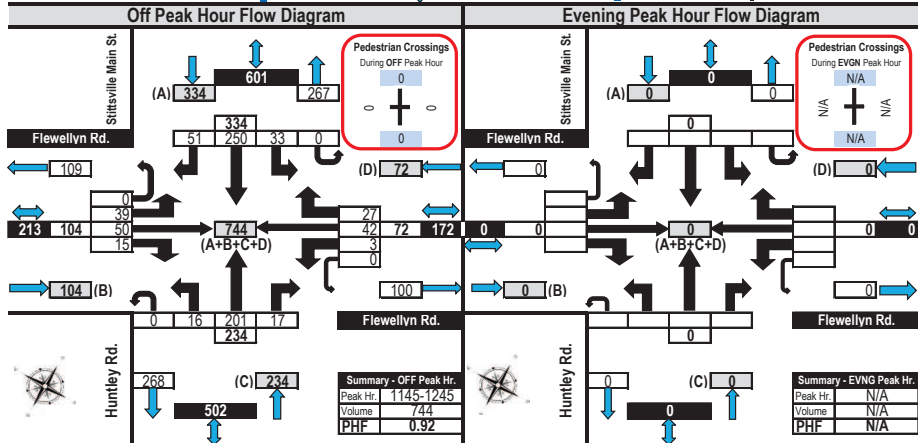 Off Peak Hour Flow Diagram
Stittsville Main St.
601
(A) 334 267
Pedestrian Crossings
During OFF Peak Hour
0
0 0
0
334
51 250 33 0
Flewellyn Rd.
109
(D) 72
0
39
213 104 50
15
744
(A+B+C+D)
27
42 72 172
3
0
104 (B)
100
0 16 201 17
234
Flewellyn Rd.
Huntley Rd.
268 (C) 234
502
Summary - OFF Peak Hr.
Peak Hr. 1145-1245
Volume 744
PHF 0.92
Evening Peak Hour Flow Diagram
Stittsville Main St.
0
(A) 0 0
Pedestrian Crossings
During EVGN Peak Hour
N/A
N/A N/A
N/A
0
Flewellyn Rd.
0
(D) 0
0 0
0
(A+B+C+D)
0 0
0 (B)
0
0
Flewellyn Rd.
Huntley Rd.
0 (C) 0
0
Summary - EVNG Peak Hr.
Peak Hr. N/A
Volume N/A
PHF N/A